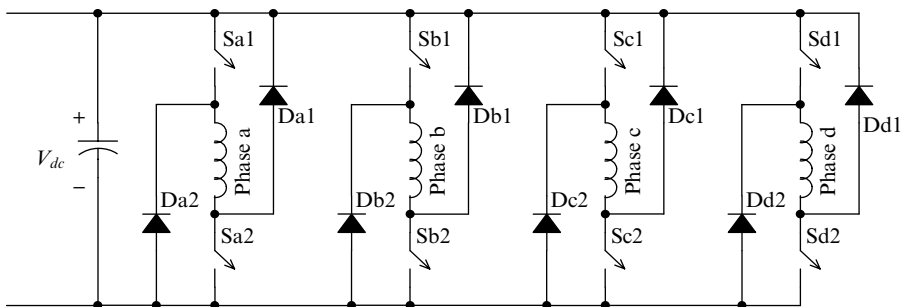 Sa1
Sb1
Sc1
Sd1
Da1
Db1
Dc1
Dd1
+
Vdc
−
Phase a
Phase b
Phase c
Phase d
Da2
Db2
Dc2
Dd2
Sa2
Sb2
Sc2
Sd2